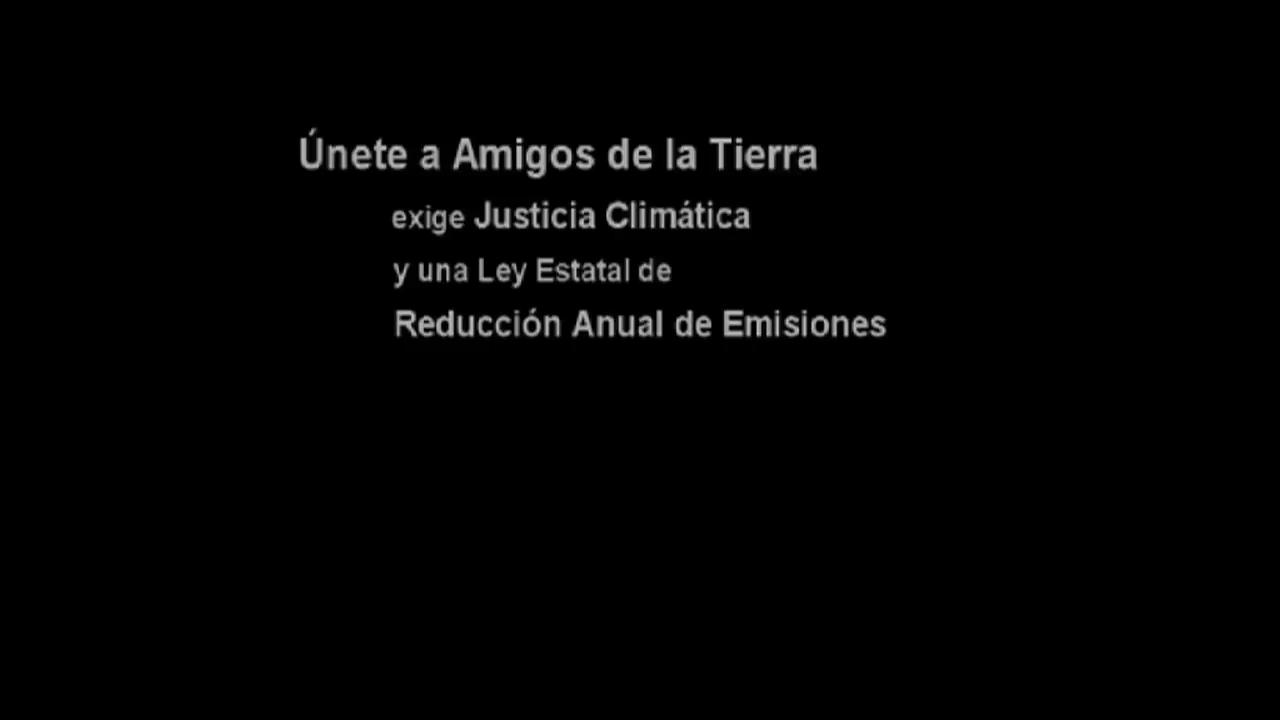 Únete a Amigos de la Tierra
exige Justicia Climática
y una Ley Estatal de
Reducción Anual de Emisiones